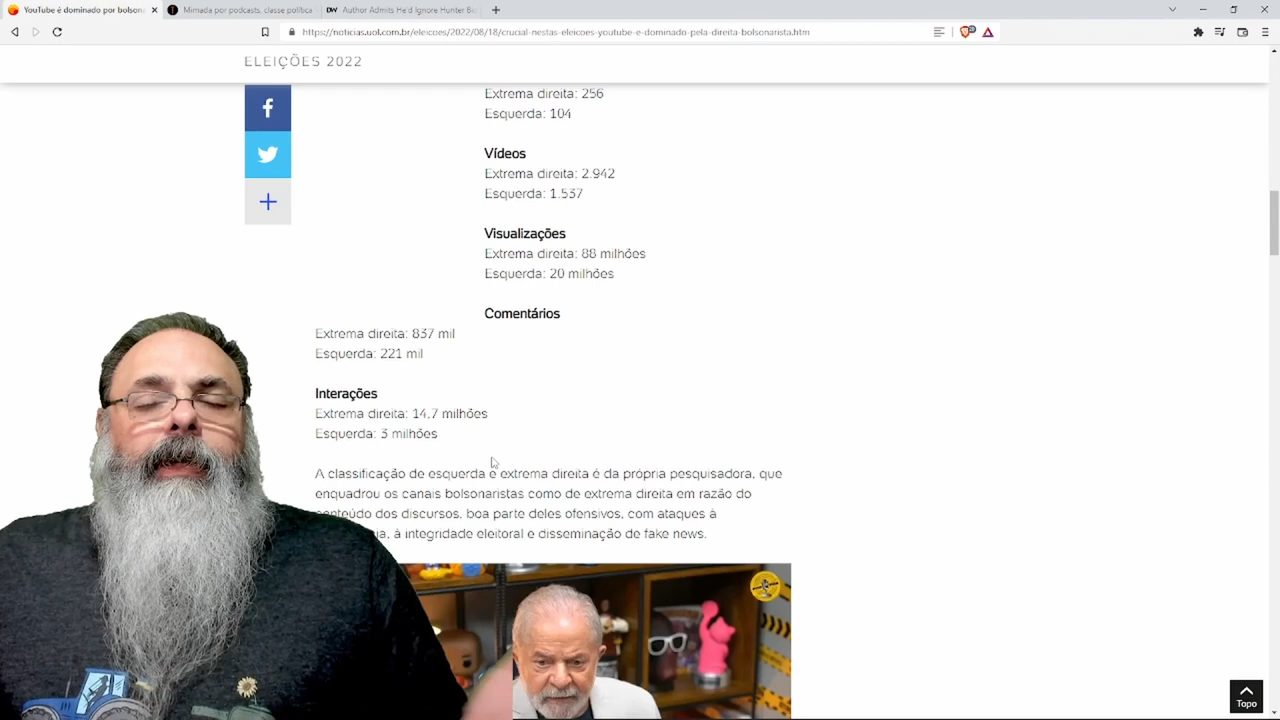 YouTube é dominado por bolsona
Mimada por podcasts, classe política
DW Author Admits He'd Ignore Hunter Bi
https://noticias.uol.com.br/eleicoes/2022/08/18/crucial-nestas-eleicoes-youtube-e-dominado-pela-direita-bolsonarista.htm
ELEIÇÕES 2022
Extrema direita: 256
Esquerda: 104
Vídeos
Extrema direita: 2.942
Esquerda: 1.537
Visualizações
Extrema direita: 88 milhões
Esquerda: 20 milhões
Comentários
Extrema direita: 837 mil
Esquerda: 221 mil
Interações
Extrema direita: 14,7 milhões
Esquerda: 3 milhões
A classificação de esquerda e extrema direita é da própria pesquisadora, que
enquadrou os canais bolsonaristas como de extrema direita em razão do
conteúdo dos discursos, boa parte deles ofensivos, com ataques à
à integridade eleitoral e disseminação de fake news.
Topo